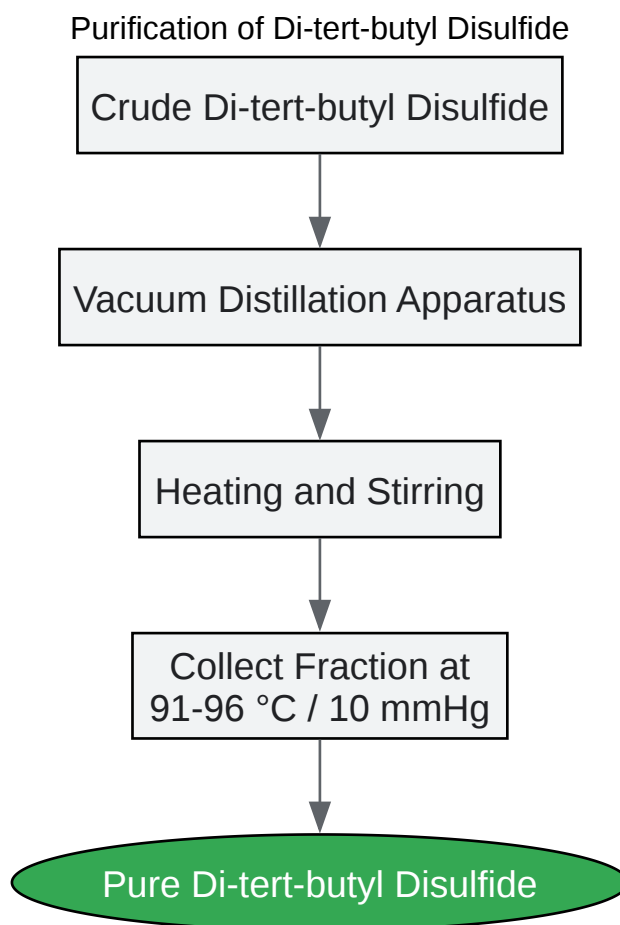 Purification of Di-tert-butyl Disulfide
Crude Di-tert-butyl Disulfide
Vacuum Distillation Apparatus
Heating and Stirring
Collect Fraction at
91-96 °C / 10 mmHg
Pure Di-tert-butyl Disulfide